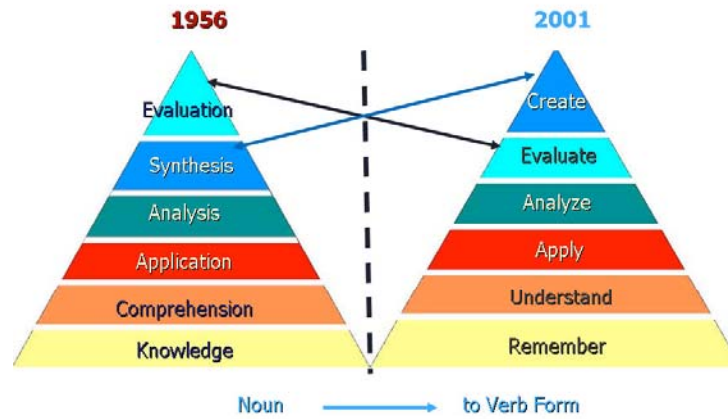 1956
2001
Evaluation
Synthesis
Analysis
Application
Comprehension
Knowledge
Create
Evaluate
Analyze
Apply
Understand
Remember
Noun to Verb Form